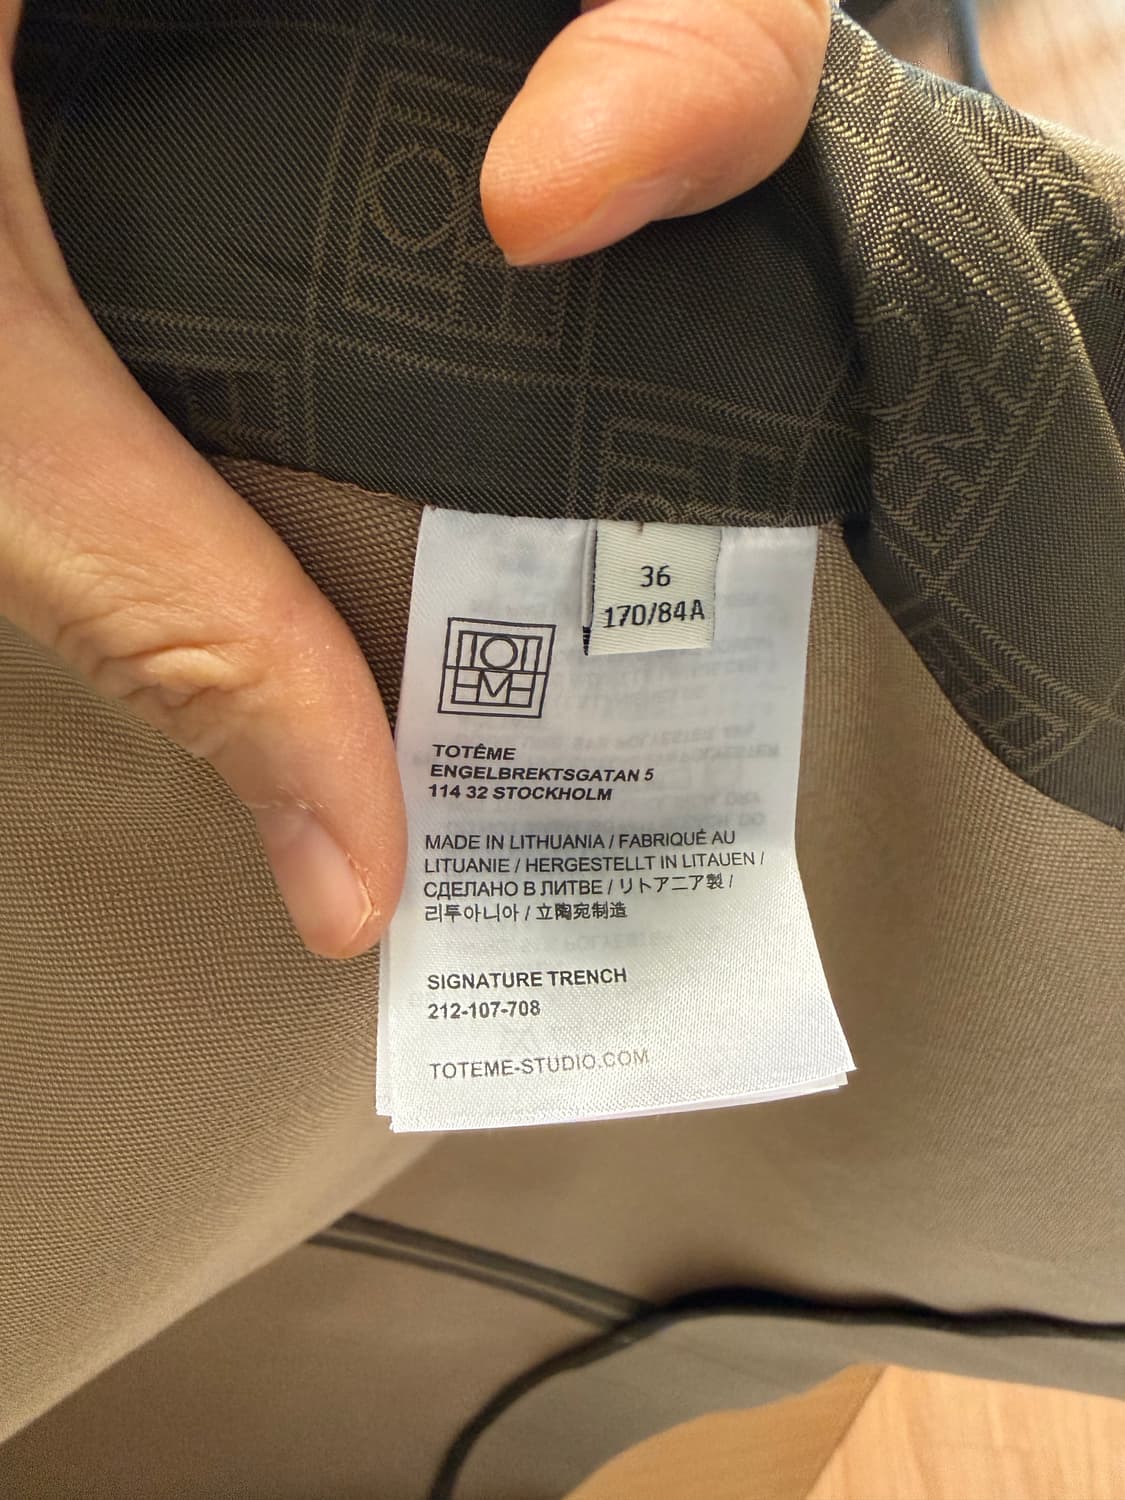 36
170/84A
TOTEME
TOTÊME
ENGELBREKTSGATAN 5
114 32 STOCKHOLM
MADE IN LITHUANIA / FABRIQUÉ AU
LITUANIE / HERGESTELLT IN LITAUEN /
СДЕЛАНО В ЛИТВЕ / リトアニア製 /
리투아니아 / 立陶宛制造
SIGNATURE TRENCH
212-107-708
TOTEME-STUDIO.COM